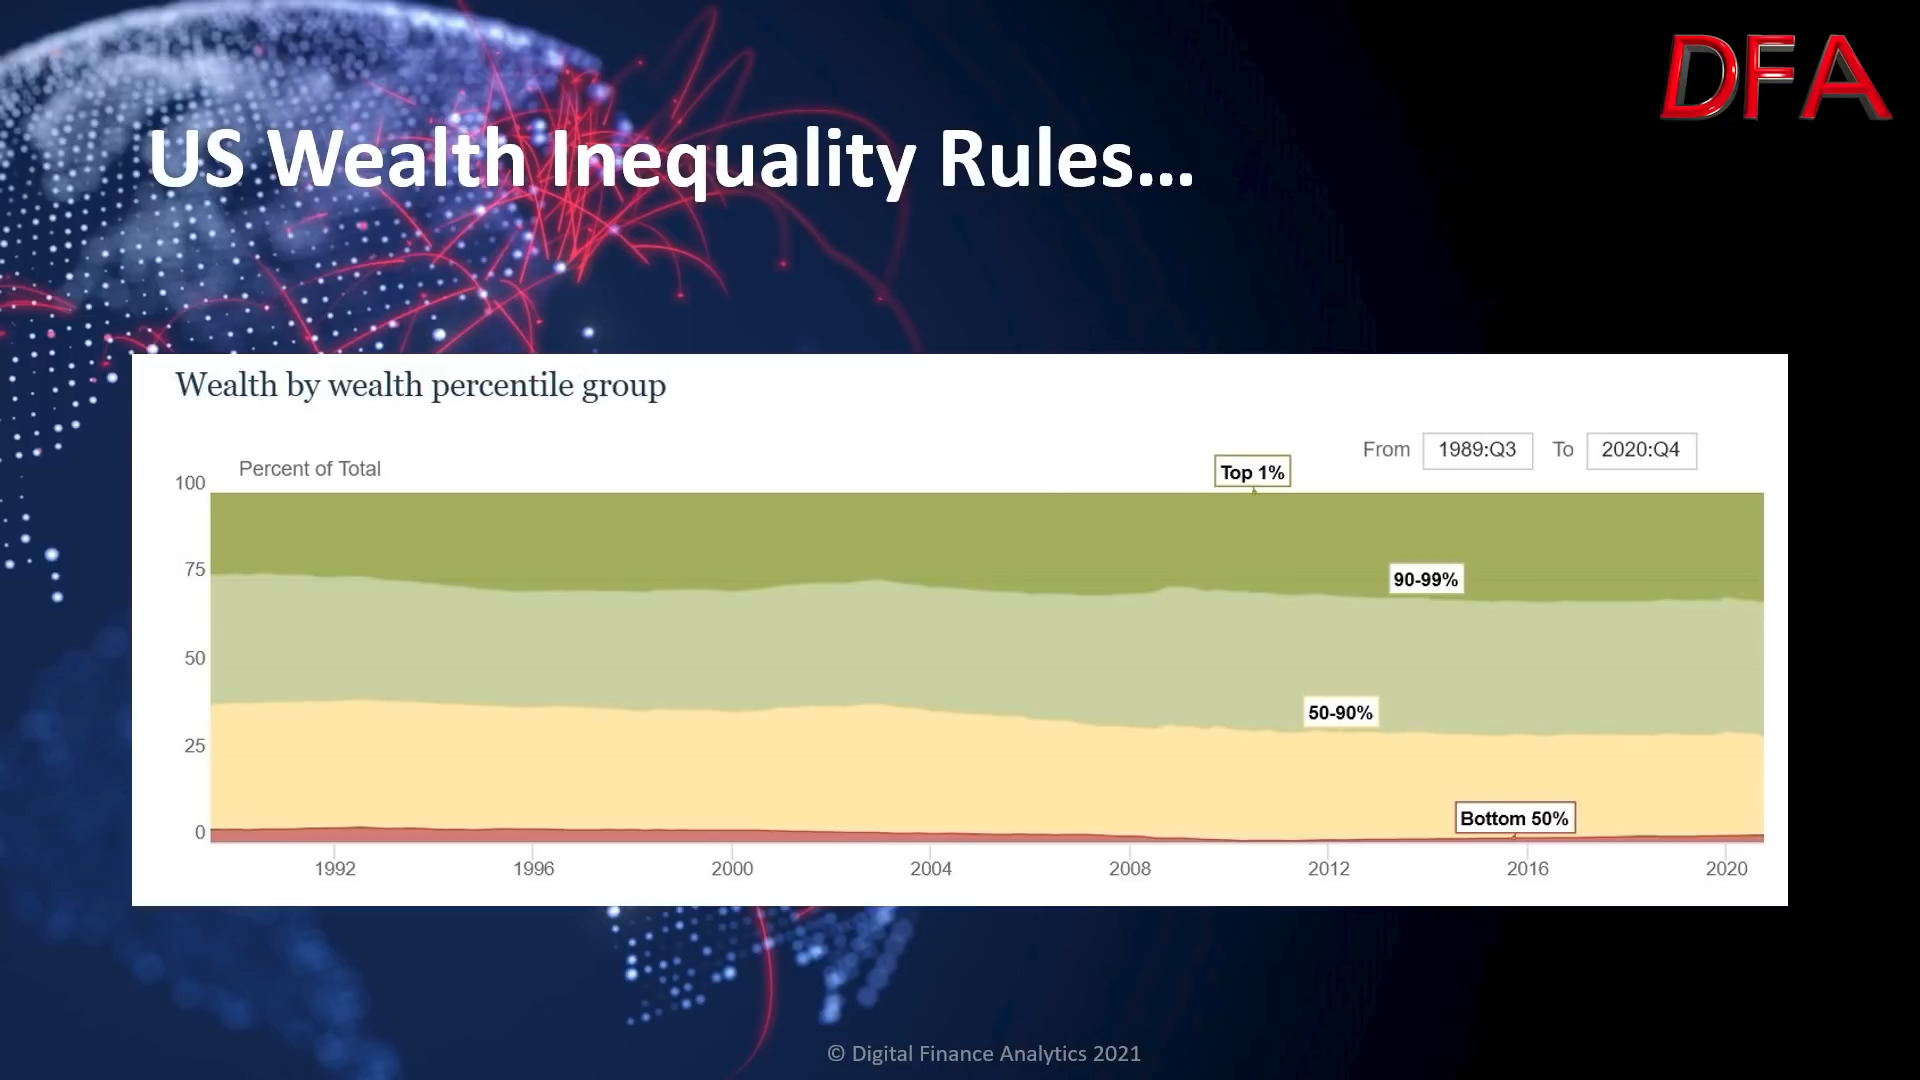 DFA
US Wealth Inequality Rules...
Wealth by wealth percentile group
From 1989:Q3 To 2020:Q4
Percent of Total
Top 1%
100
90-99%
75
50
50-90%
25
Bottom 50%
0
1992 1996 2000 2004 2008 2012 2016 2020
© Digital Finance Analytics 2021